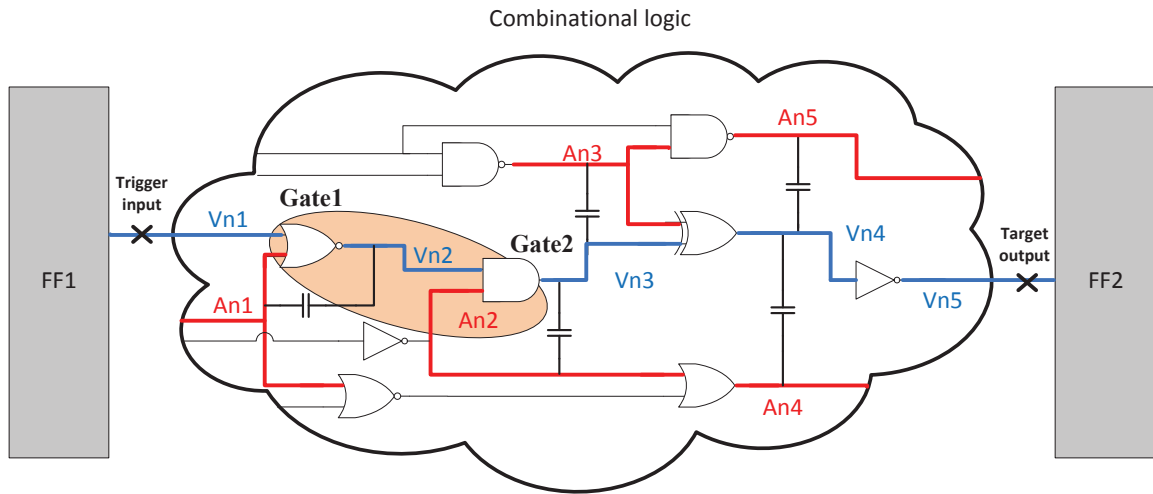 Combinational logic
An5
An3
Trigger
input
Gate1
Vn1
Gate2
Vn2
Vn4
Target
output
FF1
Vn3
Vn5
FF2
An1
An2
An4